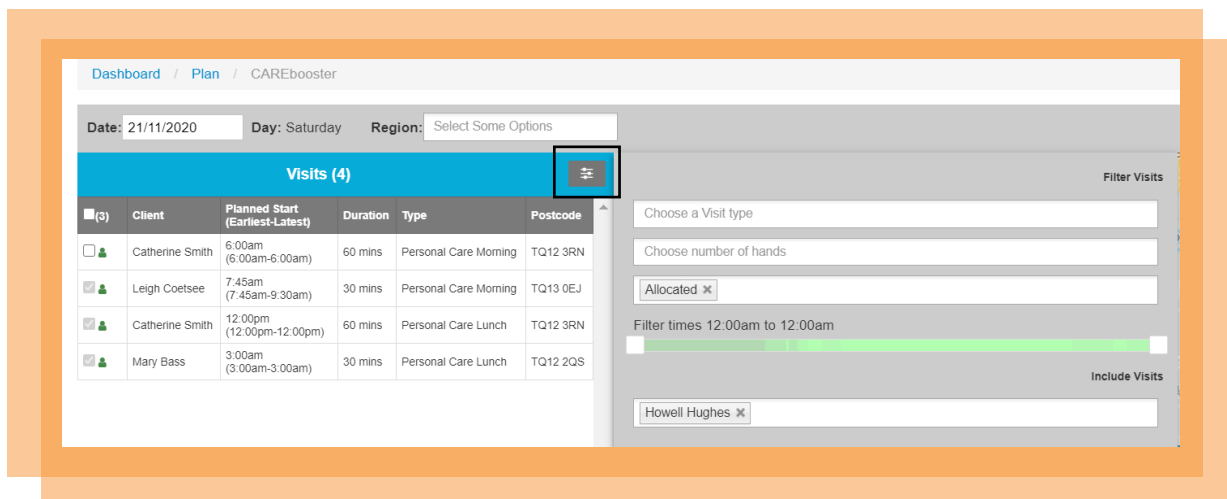 Dashboard / Plan / CAREbooster
Date: 21/11/2020 Day: Saturday Region: Select Some Options
Visits (4)
(3) Client Planned Start (Earliest-Latest) Duration Type Postcode
Catherine Smith 6:00am (6:00am-6:00am) 60 mins Personal Care Morning TQ12 3RN
Leigh Coetsee 7:45am (7:45am-9:30am) 30 mins Personal Care Morning TQ13 0EJ
Catherine Smith 12:00pm (12:00pm-12:00pm) 60 mins Personal Care Lunch TQ12 3RN
Mary Bass 3:00am (3:00am-3:00am) 30 mins Personal Care Lunch TQ12 2QS
Filter Visits
Choose a Visit type
Choose number of hands
Allocated ×
Filter times 12:00am to 12:00am
Include Visits
Howell Hughes ×